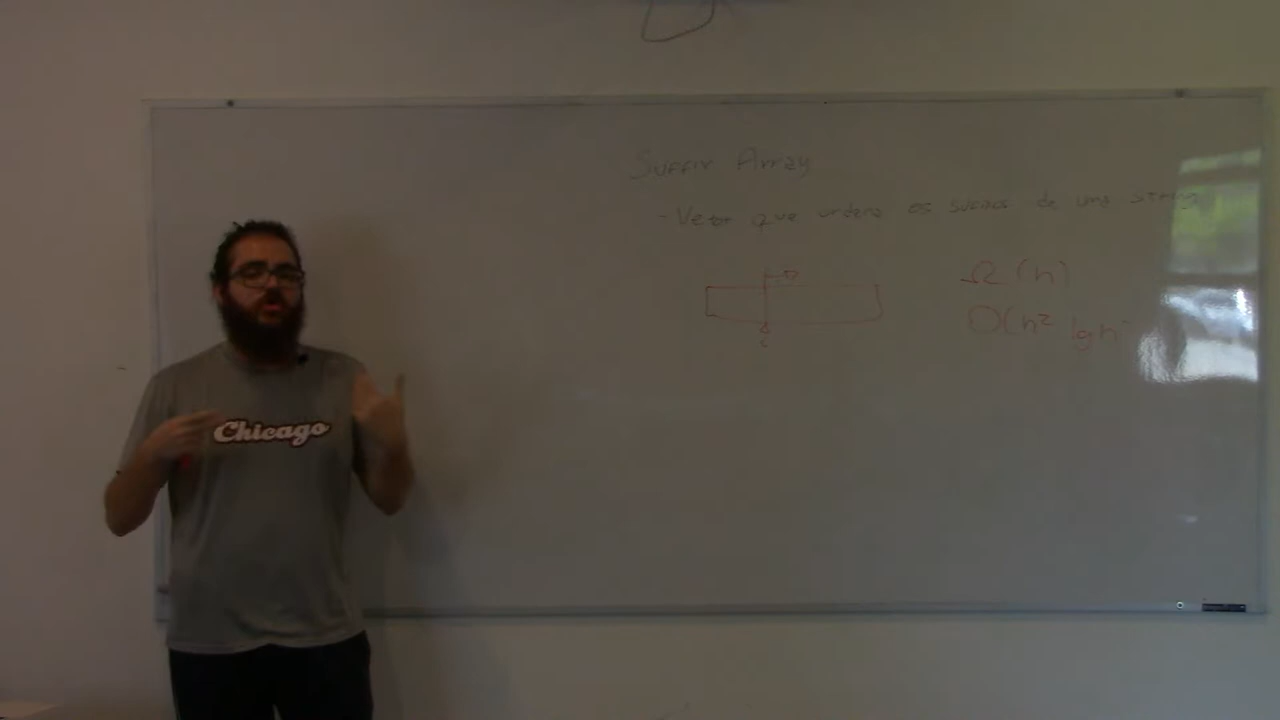 Suffix Array
- Vetor que ordena os sufixos de uma string
i
Ω(n)
O(n² lg n)
Chicago